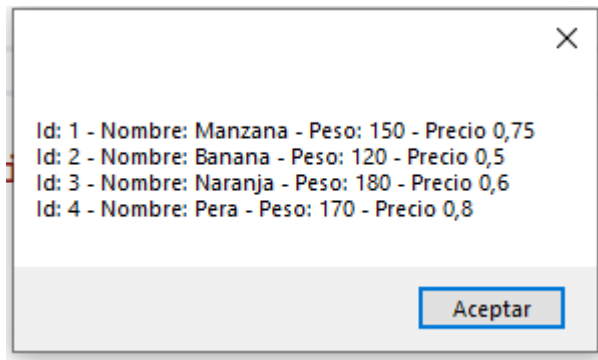 Id: 1 - Nombre: Manzana - Peso: 150 - Precio 0,75
Id: 2 - Nombre: Banana - Peso: 120 - Precio 0,5
Id: 3 - Nombre: Naranja - Peso: 180 - Precio 0,6
Id: 4 - Nombre: Pera - Peso: 170 - Precio 0,8
Aceptar